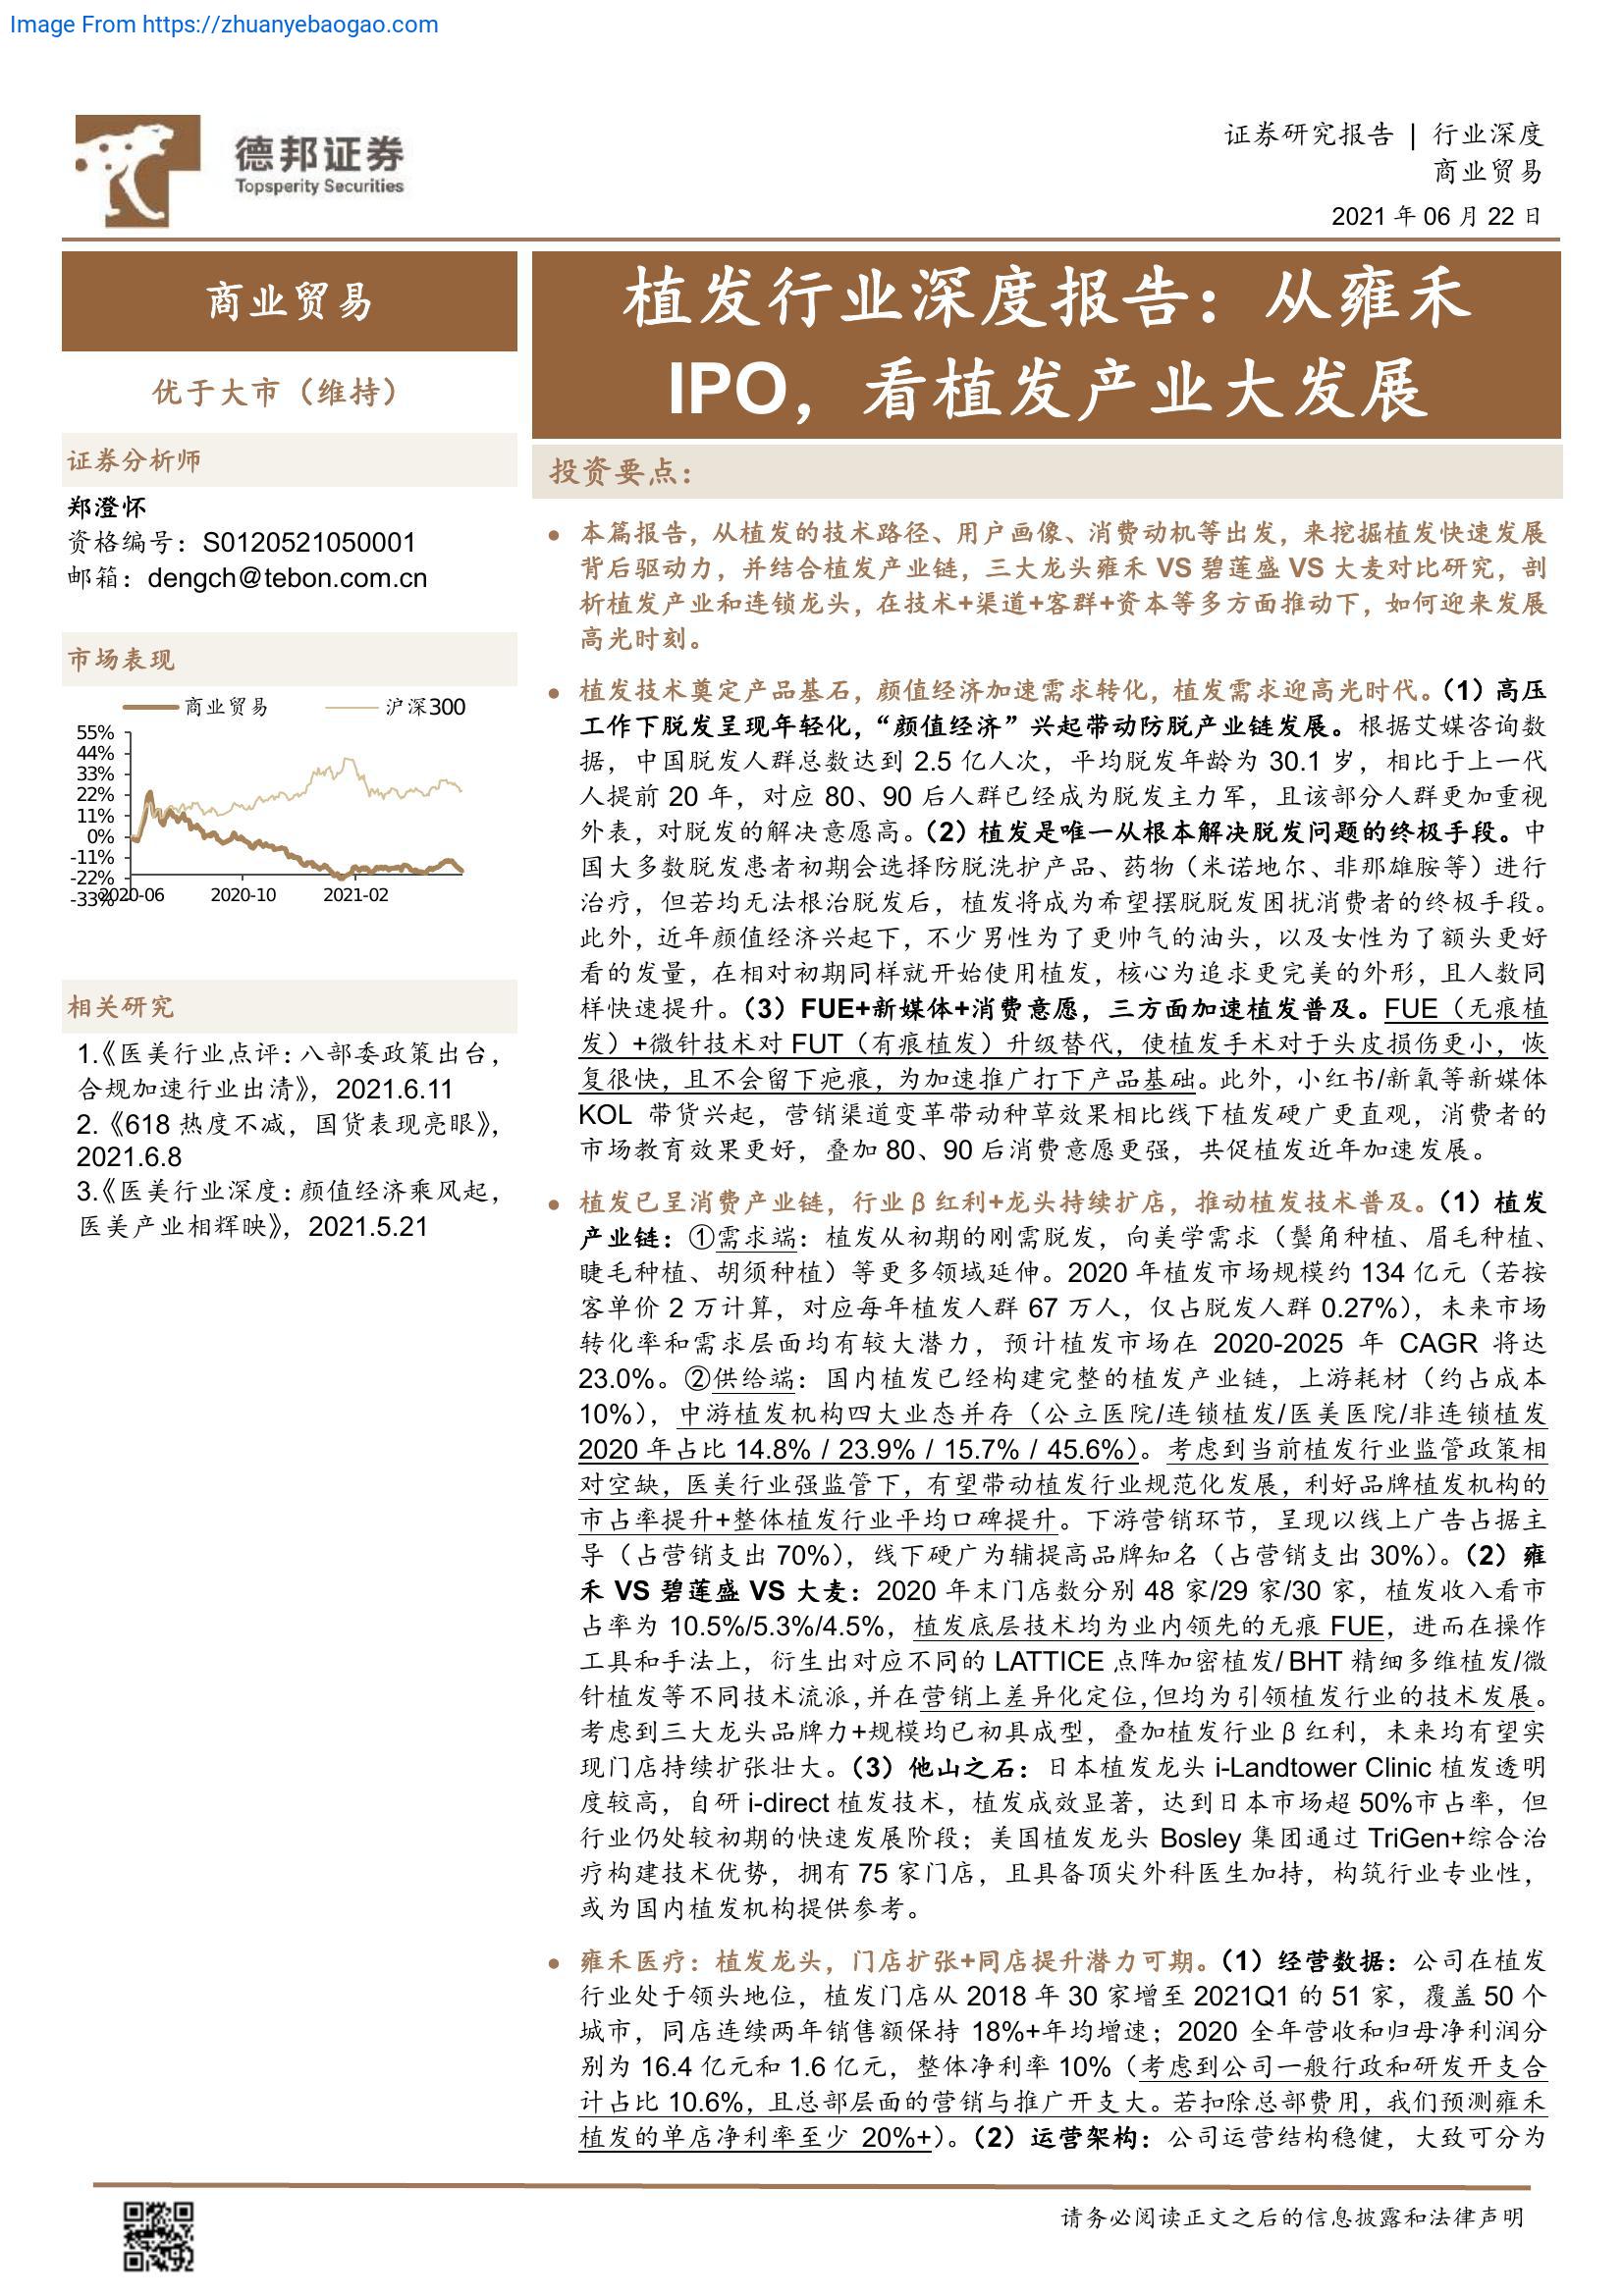 Image From https://zhuanyebaogao.com
德邦证券
Topsperity Securities
证券研究报告 | 行业深度
商业贸易
2021 年 06 月 22 日
商业贸易
优于大市（维持）
证券分析师
郑澄怀
资格编号：S0120521050001
邮箱：dengch@tebon.com.cn
市场表现
商业贸易
沪深300
55%
44%
33%
22%
11%
0%
-11%
-22%
-33%
2020-06
2020-10
2021-02
相关研究
1.《医美行业点评：八部委政策出台，
合规加速行业出清》，2021.6.11
2.《618 热度不减，国货表现亮眼》，
2021.6.8
3.《医美行业深度：颜值经济乘风起，
医美产业相辉映》，2021.5.21
植发行业深度报告：从雍禾
IPO，看植发产业大发展
投资要点：
● 本篇报告，从植发的技术路径、用户画像、消费动机等出发，来挖掘植发快速发展
背后驱动力，并结合植发产业链，三大龙头雍禾 VS 碧莲盛 VS 大麦对比研究，剖
析植发产业和连锁龙头，在技术+渠道+客群+资本等多方面推动下，如何迎来发展
高光时刻。
● 植发技术奠定产品基石，颜值经济加速需求转化，植发需求迎高光时代。（1）高压
工作下脱发呈现年轻化，“颜值经济”兴起带动防脱产业链发展。根据艾媒咨询数
据，中国脱发人群总数达到 2.5 亿人次，平均脱发年龄为 30.1 岁，相比于上一代
人提前 20 年，对应 80、90 后人群已经成为脱发主力军，且该部分人群更加重视
外表，对脱发的解决意愿高。（2）植发是唯一从根本解决脱发问题的终极手段。中
国大多数脱发患者初期会选择防脱洗护产品、药物（米诺地尔、非那雄胺等）进行
治疗，但若均无法根治脱发后，植发将成为希望摆脱脱发困扰消费者的终极手段。
此外，近年颜值经济兴起下，不少男性为了更帅气的油头，以及女性为了额头更好
看的发量，在相对初期同样就开始使用植发，核心为追求更完美的外形，且人数同
样快速提升。（3）FUE+新媒体+消费意愿，三方面加速植发普及。FUE（无痕植
发）+微针技术对 FUT（有痕植发）升级替代，使植发手术对于头皮损伤更小，恢
复很快，且不会留下疤痕，为加速推广打下产品基础。此外，小红书/新氧等新媒体
KOL 带货兴起，营销渠道变革带动种草效果相比线下植发硬广更直观，消费者的
市场教育效果更好，叠加 80、90 后消费意愿更强，共促植发近年加速发展。
● 植发已呈消费产业链，行业β红利+龙头持续扩店，推动植发技术普及。（1）植发
产业链：①需求端：植发从初期的刚需脱发，向美学需求（鬓角种植、眉毛种植、
睫毛种植、胡须种植）等更多领域延伸。2020 年植发市场规模约 134 亿元（若按
客单价 2 万计算，对应每年植发人群 67 万人，仅占脱发人群 0.27%），未来市场
转化率和需求层面均有较大潜力，预计植发市场在 2020-2025 年 CAGR 将达
23.0%。②供给端：国内植发已经构建完整的植发产业链，上游耗材（约占成本
10%），中游植发机构四大业态并存（公立医院/连锁植发/医美医院/非连锁植发
2020 年占比 14.8% / 23.9% / 15.7% / 45.6%）。考虑到当前植发行业监管政策相
对空缺，医美行业强监管下，有望带动植发行业规范化发展，利好品牌植发机构的
市占率提升+整体植发行业平均口碑提升。下游营销环节，呈现以线上广告占据主
导（占营销支出 70%），线下硬广为辅提高品牌知名（占营销支出 30%）。（2）雍
禾 VS 碧莲盛 VS 大麦：2020 年末门店数分别 48 家/29 家/30 家，植发收入看市
占率为 10.5%/5.3%/4.5%，植发底层技术均为业内领先的无痕 FUE，进而在操作
工具和手法上，衍生出对应不同的 LATTICE 点阵加密植发/ BHT 精细多维植发/微
针植发等不同技术流派，并在营销上差异化定位，但均为引领植发行业的技术发展。
考虑到三大龙头品牌力+规模均已初具成型，叠加植发行业β红利，未来均有望实
现门店持续扩张壮大。（3）他山之石：日本植发龙头 i-Landtower Clinic 植发透明
度较高，自研 i-direct 植发技术，植发成效显著，达到日本市场超 50%市占率，但
行业仍处较初期的快速发展阶段；美国植发龙头 Bosley 集团通过 TriGen+综合治
疗构建技术优势，拥有 75 家门店，且具备顶尖外科医生加持，构筑行业专业性，
或为国内植发机构提供参考。
● 雍禾医疗：植发龙头，门店扩张+同店提升潜力可期。（1）经营数据：公司在植发
行业处于领头地位，植发门店从 2018 年 30 家增至 2021Q1 的 51 家，覆盖 50 个
城市，同店连续两年销售额保持 18%+年均增速；2020 全年营收和归母净利润分
别为 16.4 亿元和 1.6 亿元，整体净利率 10%（考虑到公司一般行政和研发开支合
计占比 10.6%，且总部层面的营销与推广开支大。若扣除总部费用，我们预测雍禾
植发的单店净利率至少 20%+）。（2）运营架构：公司运营结构稳健，大致可分为
请务必阅读正文之后的信息披露和法律声明